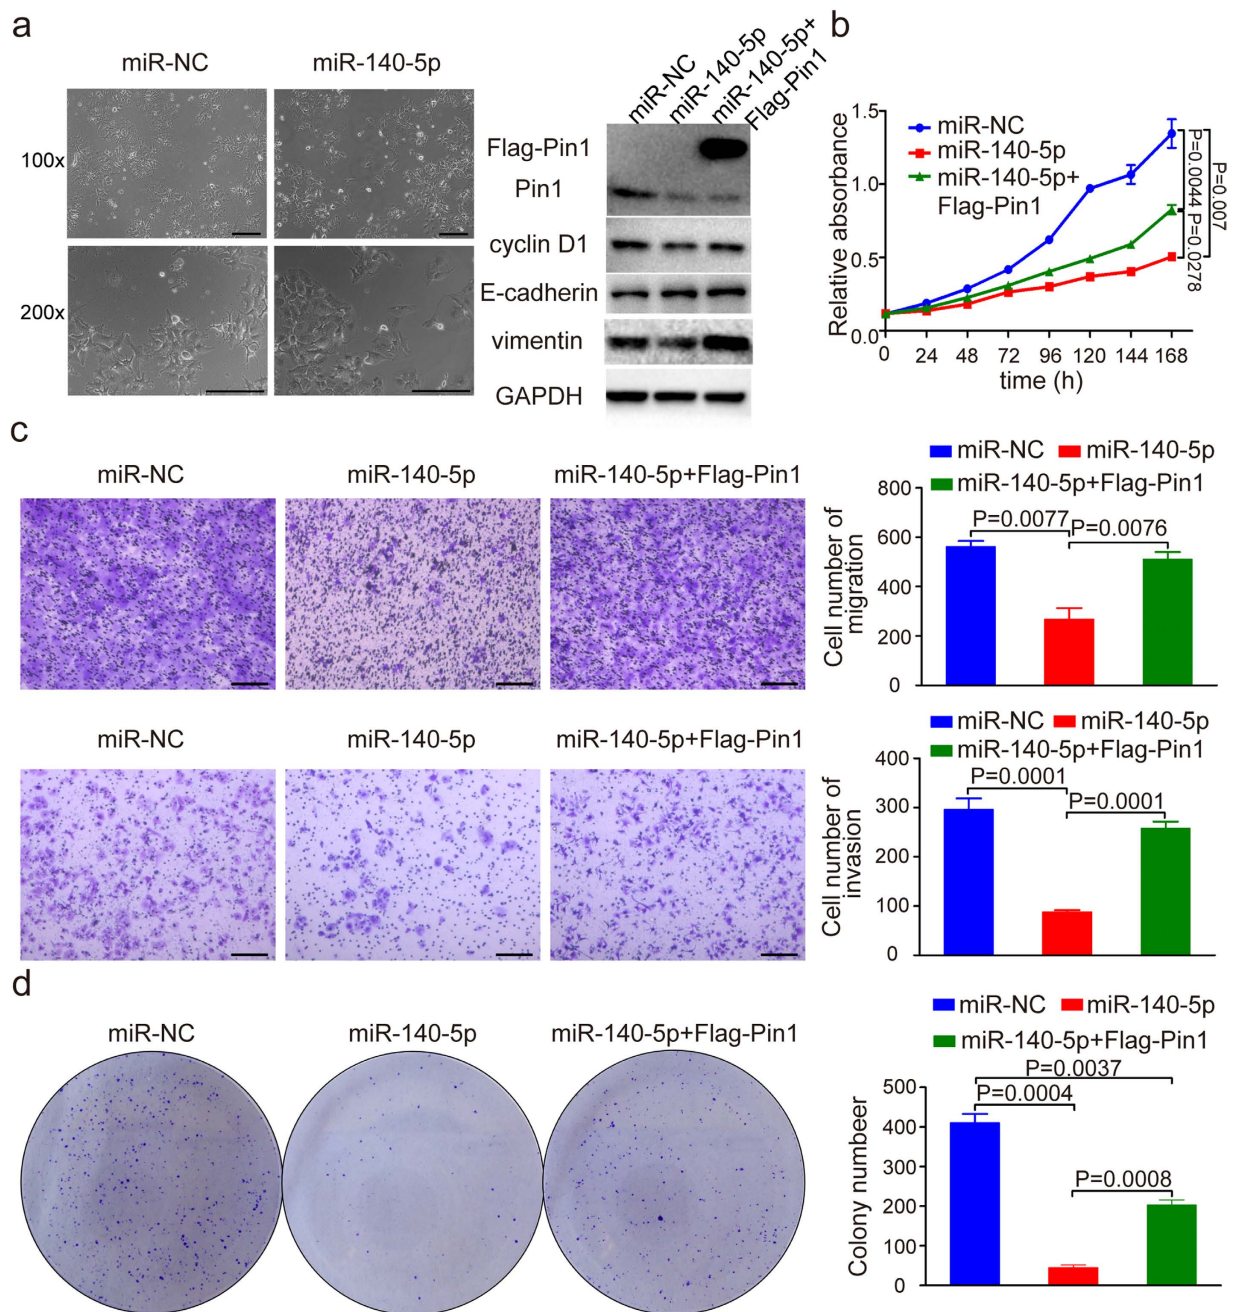 a
miR-NC
miR-140-5p
100x
200x
miR-NC
miR-140-5p
miR-140-5p+
Flag-Pin1
Flag-Pin1
Pin1
cyclin D1
E-cadherin
vimentin
GAPDH
b
Relative absorbance
1.5
1.0
0.5
0.0
miR-NC
miR-140-5p
miR-140-5p+
Flag-Pin1
P=0.0044
P=0.0278
P=0.007
0 24 48 72 96 120 144 168
time (h)
c
miR-NC
miR-140-5p
miR-140-5p+Flag-Pin1
miR-NC
miR-140-5p
miR-140-5p+Flag-Pin1
Cell number of
migration
800
600
400
200
0
P=0.0077
P=0.0076
miR-NC
miR-140-5p
miR-140-5p+Flag-Pin1
miR-NC
miR-140-5p
miR-140-5p+Flag-Pin1
Cell number of
invasion
400
300
200
100
0
P=0.0001
P=0.0001
d
miR-NC
miR-140-5p
miR-140-5p+Flag-Pin1
miR-NC
miR-140-5p
miR-140-5p+Flag-Pin1
Colony numbeer
500
400
300
200
100
0
P=0.0037
P=0.0004
P=0.0008